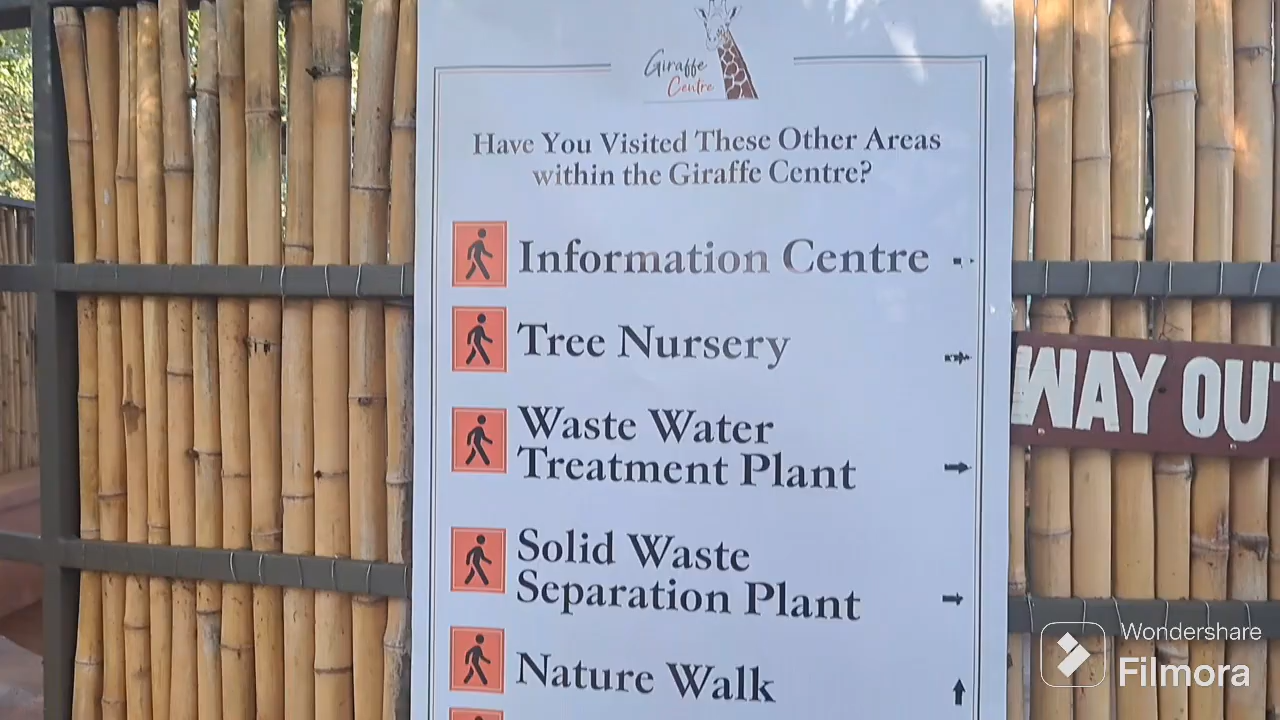 Giraffe
Centre
Have You Visited These Other Areas
within the Giraffe Centre?
Information Centre
Tree Nursery
Waste Water
Treatment Plant
Solid Waste
Separation Plant
Nature Walk
WAY OUT
Wondershare
Filmora